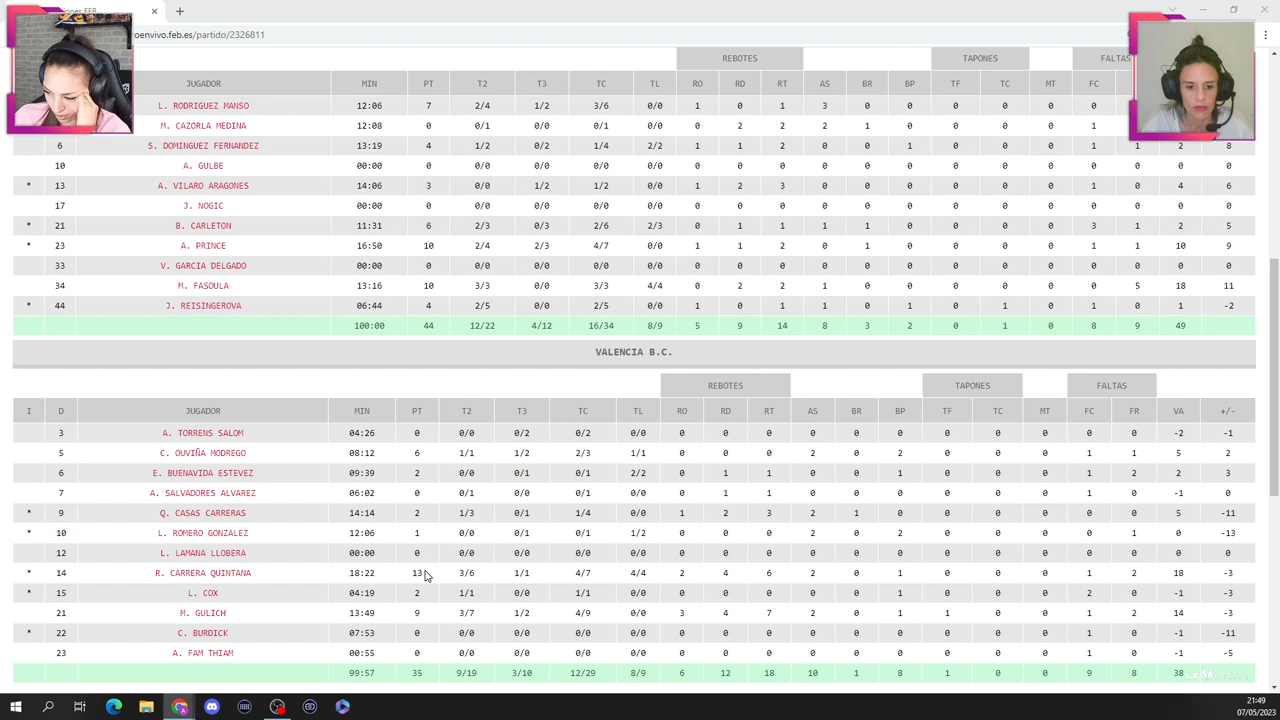 oenvivo.feb.es/partido/2326811
REBOTES TAPONES FALTAS
JUGADOR MIN PT T2 T3 TC TL RO RD RT AS BR BP TF TC MT FC
L. RODRIGUEZ MANSO 12:06 7 2/4 1/2 3/6 0/0 1 0 1 3 0 0 0 0 0 0
M. CAZORLA MEDINA 12:08 0 0/1 0/0 0/1 0/0 0 2 2 2 1 0 0 0 0 1
6 S. DOMINGUEZ FERNANDEZ 13:19 4 1/2 0/2 1/4 2/2 1 1 2 0 0 1 0 0 0 1 1 2 8
10 A. GULBE 00:00 0 0/0 0/0 0/0 0/0 0 0 0 0 0 0 0 0 0 0 0 0 0
* 13 A. VILARO ARAGONES 14:06 3 0/0 1/2 1/2 0/0 1 2 3 0 0 0 0 0 0 1 0 4 6
17 J. NOGIC 00:00 0 0/0 0/0 0/0 0/0 0 0 0 0 0 0 0 0 0 0 0 0 0
* 21 B. CARLETON 11:31 6 2/3 0/3 2/6 2/3 0 1 1 1 1 0 0 0 0 3 1 2 5
* 23 A. PRINCE 16:50 10 2/4 2/3 4/7 0/0 1 1 2 0 1 0 0 0 0 1 1 10 9
33 V. GARCIA DELGADO 00:00 0 0/0 0/0 0/0 0/0 0 0 0 0 0 0 0 0 0 0 0 0 0
34 M. FASOULA 13:16 10 3/3 0/0 3/3 4/4 0 2 2 1 0 0 0 0 0 0 5 18 11
* 44 J. REISINGEROVA 06:44 4 2/5 0/0 2/5 0/0 1 0 1 1 0 1 0 1 0 1 0 1 -2
100:00 44 12/22 4/12 16/34 8/9 5 9 14 8 3 2 0 1 0 8 9 49
VALENCIA B.C.
REBOTES TAPONES FALTAS
I D JUGADOR MIN PT T2 T3 TC TL RO RD RT AS BR BP TF TC MT FC FR VA +/-
3 A. TORRENS SALOM 04:26 0 0/0 0/2 0/2 0/0 0 0 0 0 0 0 0 0 0 0 0 -2 -1
5 C. OUVIÑA MODREGO 08:12 6 1/1 1/2 2/3 1/1 0 0 0 2 0 2 0 0 0 1 1 5 2
6 E. BUENAVIDA ESTEVEZ 09:39 2 0/0 0/1 0/1 2/2 0 1 1 0 0 1 0 0 0 1 2 2 3
7 A. SALVADORES ALVAREZ 06:02 0 0/1 0/0 0/1 0/0 0 1 1 0 0 0 0 0 0 1 0 -1 0
* 9 Q. CASAS CARRERAS 14:14 2 1/3 0/1 1/4 0/0 1 2 3 2 1 0 0 0 0 0 0 5 -11
* 10 L. ROMERO GONZALEZ 12:06 1 0/0 0/1 0/1 1/2 0 0 0 2 0 2 0 0 0 0 1 0 -13
12 L. LAMANA LLOBERA 00:00 0 0/0 0/0 0/0 0/0 0 0 0 0 0 0 0 0 0 0 0 0 0
* 14 R. CARRERA QUINTANA 18:22 13 3/6 1/1 4/7 4/4 2 4 6 2 0 1 0 0 0 1 2 18 -3
* 15 L. COX 04:19 2 1/1 0/0 1/1 0/0 0 0 0 0 0 1 0 0 0 2 0 -1 -3
21 M. GULICH 13:49 9 3/7 1/2 4/9 0/0 3 4 7 2 0 1 1 0 0 1 2 14 -3
* 22 C. BURDICK 07:53 0 0/0 0/0 0/0 0/0 0 0 0 0 0 0 0 0 0 1 0 -1 -11
23 A. FAM THIAM 00:55 0 0/0 0/0 0/0 0/0 0 0 0 0 0 0 0 0 0 1 0 -1 -5
99:57 35 9/19 3/10 12/29 8/9 6 12 18 10 1 8 1 0 0 9 8 38
21:49
07/05/2023